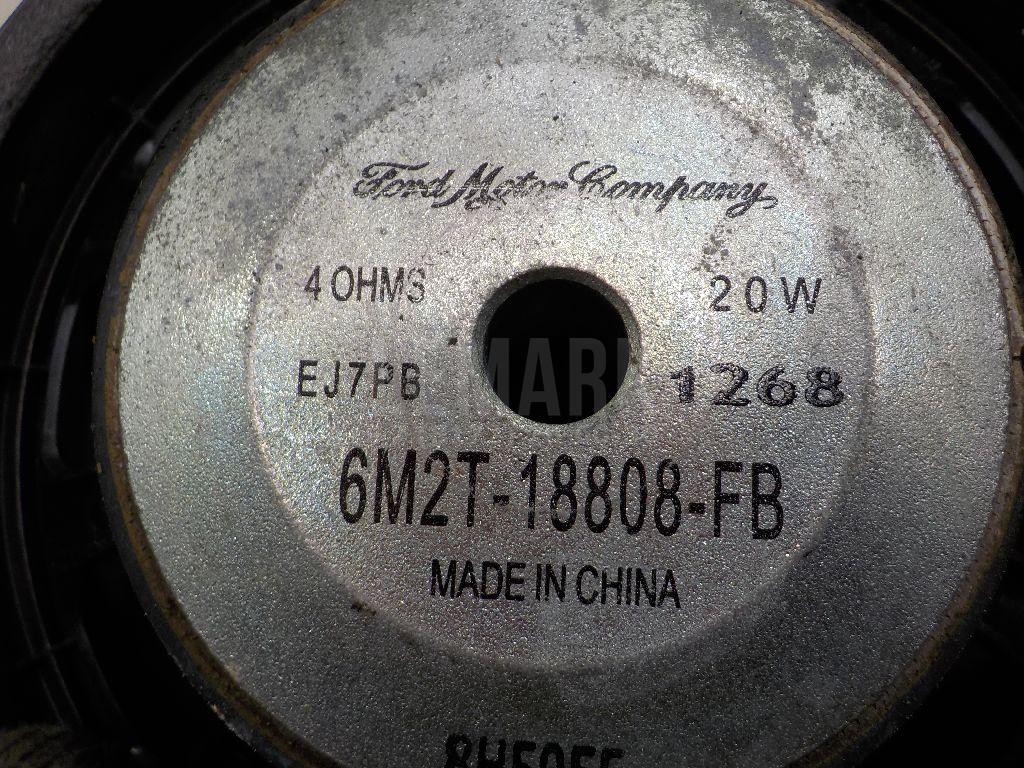 Ford Motor Company
4 OHMS 20W
EJ7PB 1268
6M2T-18808-FB
MADE IN CHINA